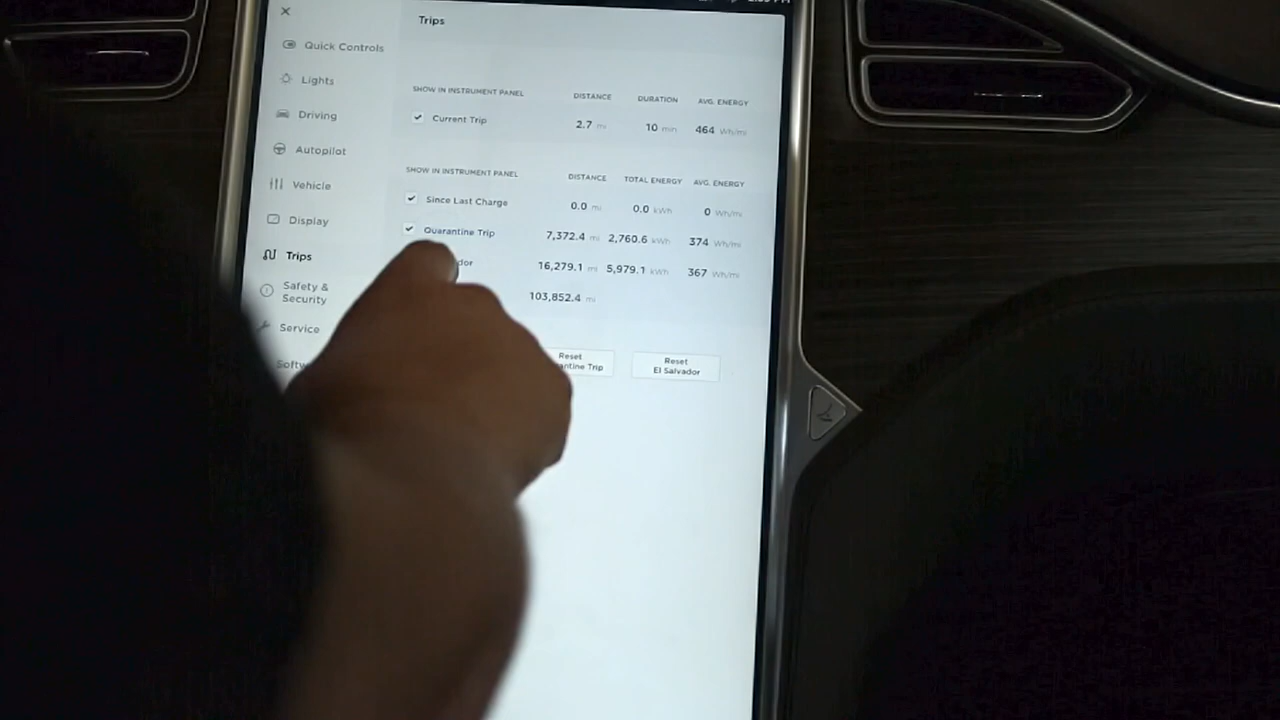 Trips
Quick Controls
Lights
Driving
Autopilot
Vehicle
Display
Trips
Safety &
Security
Service
SHOW IN INSTRUMENT PANEL DISTANCE DURATION AVG. ENERGY
Current Trip 2.7 mi 10 min 464 Wh/mi
SHOW IN INSTRUMENT PANEL DISTANCE TOTAL ENERGY AVG. ENERGY
Since Last Charge 0.0 mi 0.0 kWh 0 Wh/mi
Quarantine Trip 7,372.4 mi 2,760.6 kWh 374 Wh/mi
16,279.1 mi 5,979.1 kWh 367 Wh/mi
103,852.4 mi
Reset
Trip
Reset
El Salvador